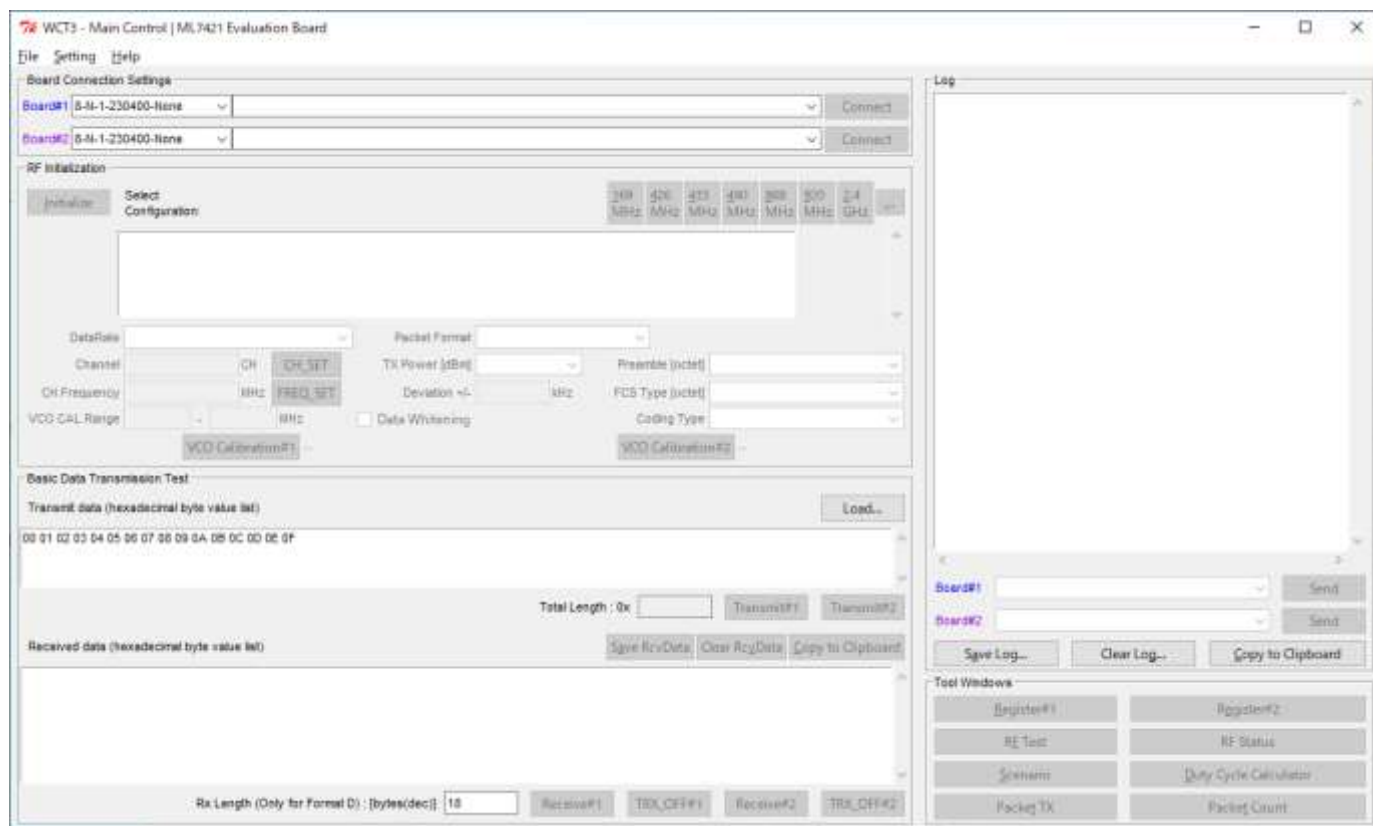 WCT3 - Main Control | ML7421 Evaluation Board
File Setting Help
Board Connection Settings
Board#1 8-N-1-230400-None Connect
Board#2 8-N-1-230400-None Connect
RF Initialization
Initialize Select Configuration
169 MHz 426 MHz 433 MHz 490 MHz 868 MHz 920 MHz 2.4 GHz ...
DataRate Packet Format
Channel CH CH_SET TX Power [dBm] Preamble [octet]
CH Frequency MHz FREQ_SET Deviation +/- kHz FCS Type [octet]
VCO CAL Range - MHz Data Whitening Coding Type
VCO Calibration#1 -- VCO Calibration#2 --
Basic Data Transmission Test
Transmit data (hexadecimal byte value list) Load...
00 01 02 03 04 05 06 07 08 09 0A 0B 0C 0D 0E 0F
Total Length : 0x Transmit#1 Transmit#2
Received data (hexadecimal byte value list) Save RcvData Clear RcvData Copy to Clipboard
Rx Length (Only for Format D) : [bytes(dec)] 18 Receive#1 TRX_OFF#1 Receive#2 TRX_OFF#2
Log
Board#1 Send
Board#2 Send
Save Log... Clear Log... Copy to Clipboard
Tool Windows
Register#1 Register#2
RF Test RF Status
Scenario Duty Cycle Calculator
Packet TX Packet Count